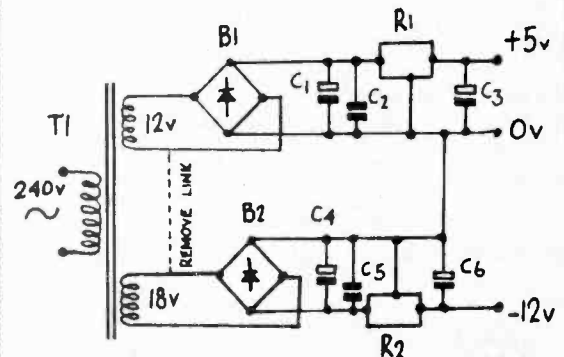 B1
R1
+5v
C1
C2
C3
T1
12v
0v
240v
REMOVE LINK
B2
C4
C5
C6
18v
-12v
R2